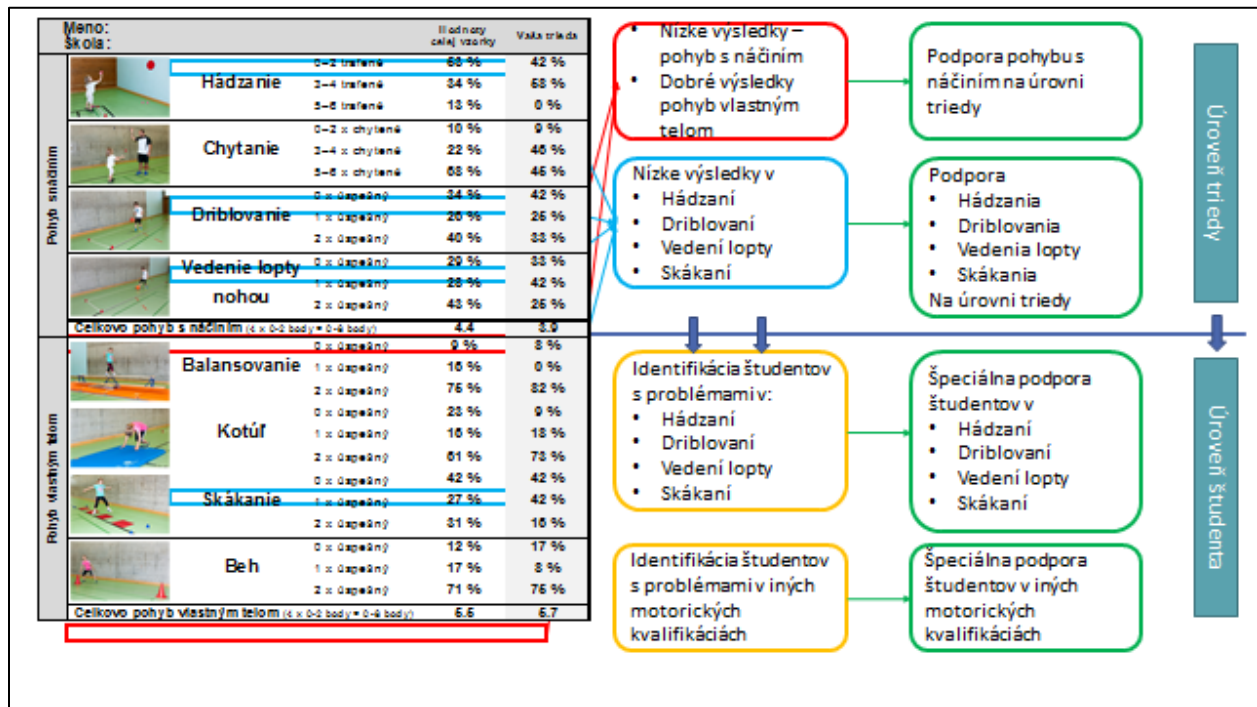 Meno:
Škola:
Hodnoty celej vzorky
Vaša trieda
Pohyb s náčiním
Hádzanie
0–2 trafené 53 % 42 %
3–4 trafené 34 % 58 %
5–6 trafené 13 % 0 %
Chytanie
0–2 x chytené 10 % 9 %
3–4 x chytené 22 % 46 %
5–6 x chytené 68 % 45 %
Driblovanie
0 x úspešný 34 % 42 %
1 x úspešný 26 % 25 %
2 x úspešný 40 % 33 %
Vedenie lopty nohou
0 x úspešný 29 % 33 %
1 x úspešný 28 % 42 %
2 x úspešný 43 % 25 %
Celkovo pohyb s náčiním (4 x 0-2 body = 0-8 body) 4.4 3.9
Pohyb vlastným telom
Balansovanie
0 x úspešný 9 % 8 %
1 x úspešný 16 % 0 %
2 x úspešný 75 % 92 %
Kotúľ
0 x úspešný 23 % 9 %
1 x úspešný 16 % 18 %
2 x úspešný 61 % 73 %
Skákanie
0 x úspešný 42 % 42 %
1 x úspešný 27 % 42 %
2 x úspešný 31 % 16 %
Beh
0 x úspešný 12 % 17 %
1 x úspešný 17 % 8 %
2 x úspešný 71 % 75 %
Celkovo pohyb vlastným telom (4 x 0-2 body = 0-8 body) 5.5 5.7
• Nízke výsledky –
pohyb s náčiním
• Dobré výsledky
pohyb vlastným
telom
Podpora pohybu s
náčiním na úrovni
triedy
Nízke výsledky v
• Hádzaní
• Driblovaní
• Vedení lopty
• Skákaní
Podpora
• Hádzania
• Driblovania
• Vedenia lopty
• Skákania
Na úrovni triedy
Úroveň triedy
Identifikácia študentov
s problémami v:
• Hádzaní
• Driblovaní
• Vedení lopty
• Skákaní
Špeciálna podpora
študentov v
• Hádzaní
• Driblovaní
• Vedení lopty
• Skákaní
Identifikácia študentov
s problémami v iných
motorických
kvalifikáciách
Špeciálna podpora
študentov v iných
motorických
kvalifikáciách
Úroveň študenta